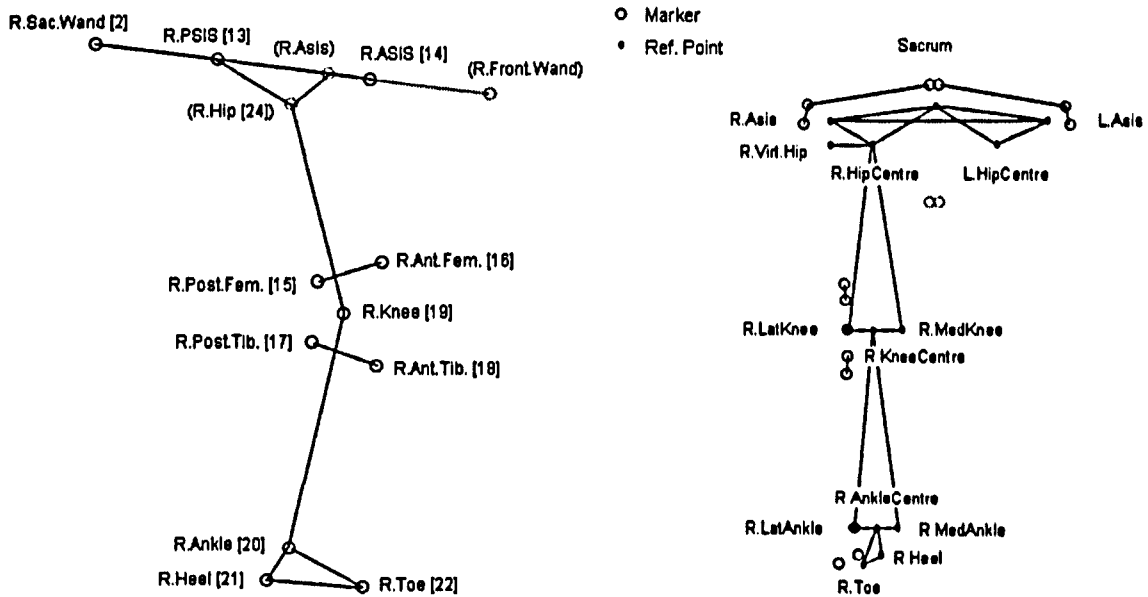 R.Sac.Wand [2]
R.PSIS [13]
(R.Asis)
R.ASIS [14]
(R.Front.Wand)
(R.Hip [24])
R.Ant.Fem. [16]
R.Post.Fem. [15]
R.Knee [19]
R.Post.Tib. [17]
R.Ant.Tib. [18]
R.Ankle [20]
R.Heel [21]
R.Toe [22]
Marker
Ref. Point
Sacrum
R.Asis
L.Asis
R.Virt.Hip
R.HipCentre
L.HipCentre
R.LatKnee
R.MedKnee
R KneeCentre
R AnkleCentre
R.LatAnkle
R MedAnkle
R Heel
R.Toe